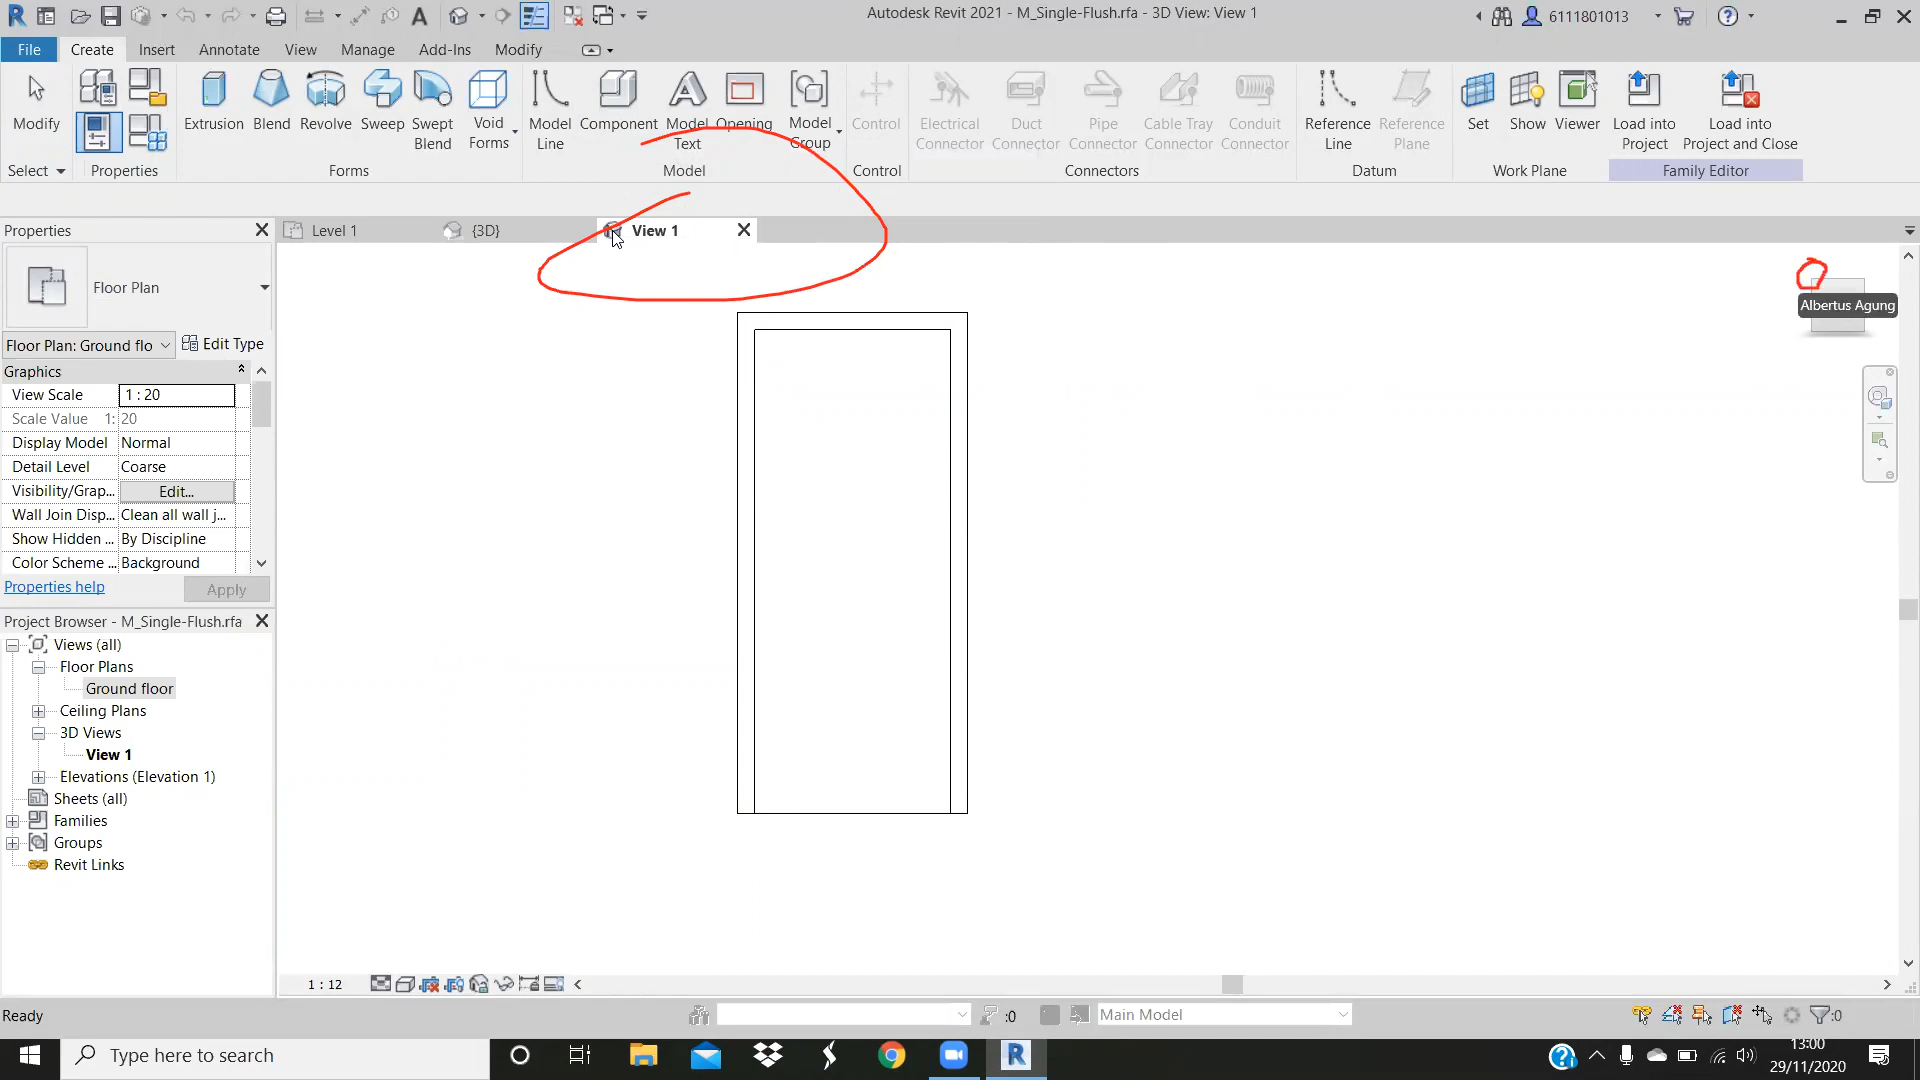 Autodesk Revit 2021 - M_Single-Flush.rfa - 3D View: View 1
6111801013
File Create Insert Annotate View Manage Add-Ins Modify
Modify
Extrusion Blend Revolve Sweep Swept Blend Void Forms
Model Line Component Model Text Opening Model Group
Control
Electrical Connector Duct Connector Pipe Connector Cable Tray Connector Conduit Connector
Reference Line Reference Plane
Set Show Viewer
Load into Project Load into Project and Close
Select Properties Forms Model Control Connectors Datum Work Plane Family Editor
Properties
Level 1 {3D} View 1
Floor Plan
Albertus Agung
Floor Plan: Ground flo Edit Type
Graphics
View Scale 1 : 20
Scale Value 1: 20
Display Model Normal
Detail Level Coarse
Visibility/Grap... Edit...
Wall Join Disp... Clean all wall j...
Show Hidden ... By Discipline
Color Scheme ... Background
Properties help Apply
Project Browser - M_Single-Flush.rfa
Views (all)
Floor Plans
Ground floor
Ceiling Plans
3D Views
View 1
Elevations (Elevation 1)
Sheets (all)
Families
Groups
Revit Links
1 : 12
Ready
:0
Main Model
:0
Type here to search
13:00
29/11/2020